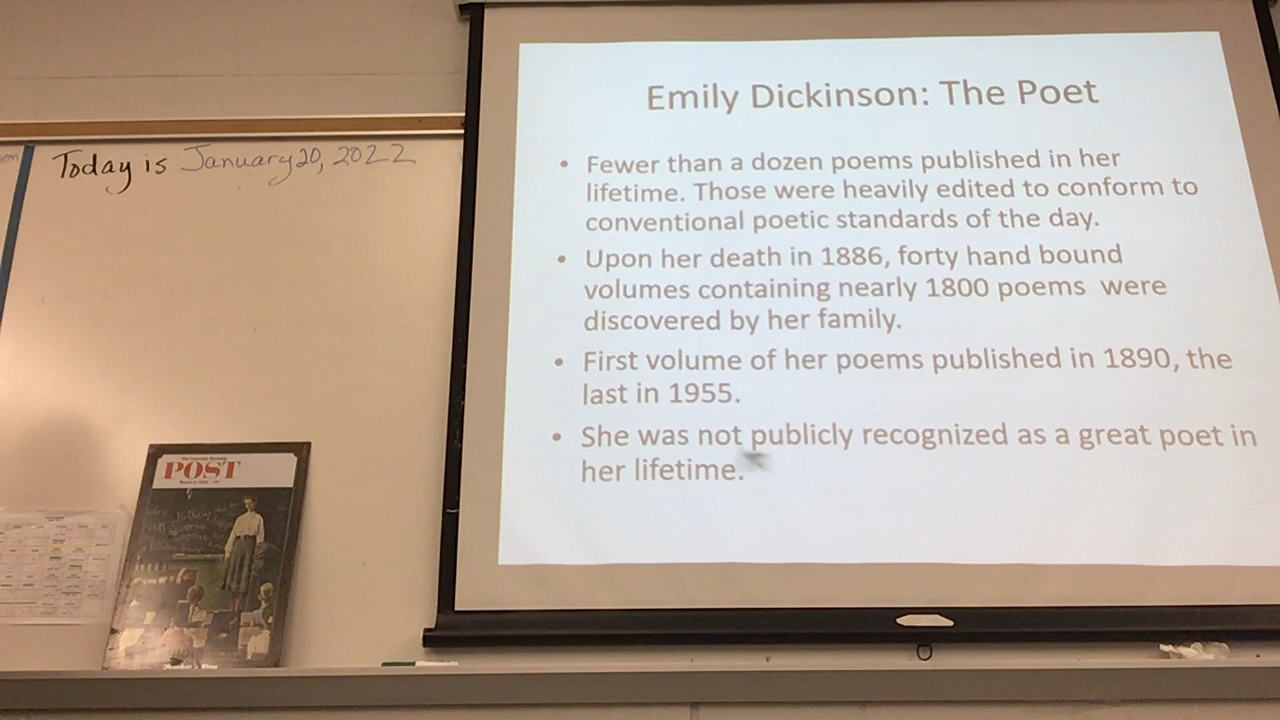 Today is January 20, 2022
Emily Dickinson: The Poet
• Fewer than a dozen poems published in her
lifetime. Those were heavily edited to conform to
conventional poetic standards of the day.
• Upon her death in 1886, forty hand bound
volumes containing nearly 1800 poems were
discovered by her family.
• First volume of her poems published in 1890, the
last in 1955.
• She was not publicly recognized as a great poet in
her lifetime.
The Saturday Evening
POST